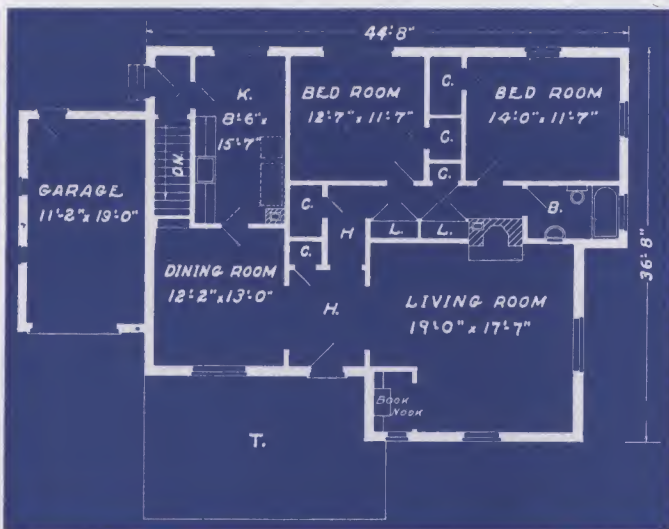 44'-8"
K.
8'-6" x
15'-7"
BED ROOM
12'-7" x 11'-7"
C.
BED ROOM
14'-0" x 11'-7"
C.
C.
DN.
GARAGE
11'-2" x 19'-0"
C.
H
L.
L.
B.
C.
36'-8"
DINING ROOM
12'-2" x 13'-0"
H.
LIVING ROOM
19'-0" x 17'-7"
BOOK
NOOK
T.